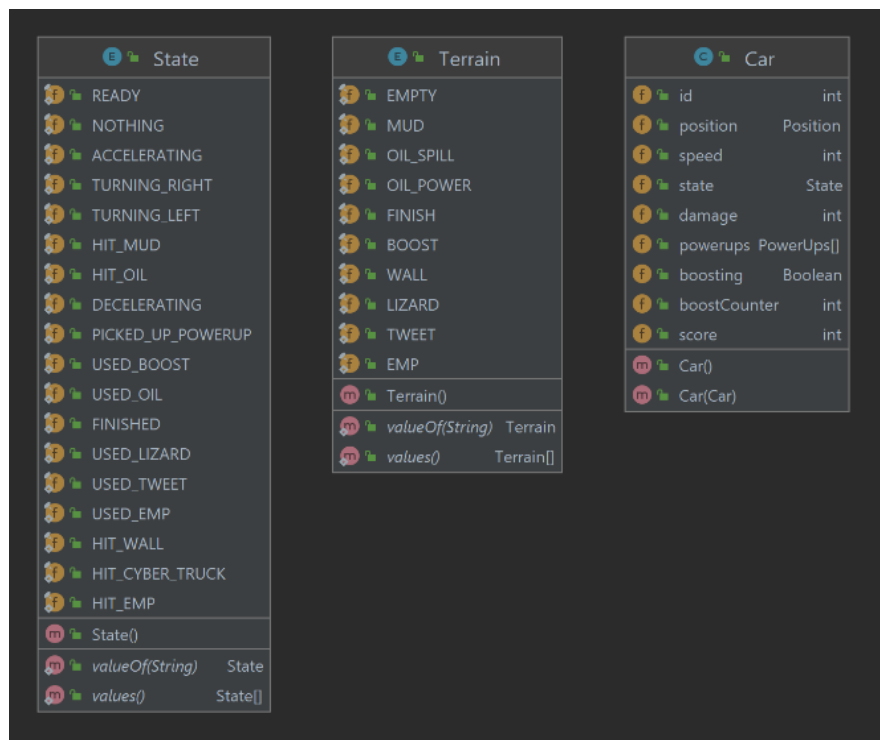 E State
f READY
f NOTHING
f ACCELERATING
f TURNING_RIGHT
f TURNING_LEFT
f HIT_MUD
f HIT_OIL
f DECELERATING
f PICKED_UP_POWERUP
f USED_BOOST
f USED_OIL
f FINISHED
f USED_LIZARD
f USED_TWEET
f USED_EMP
f HIT_WALL
f HIT_CYBER_TRUCK
f HIT_EMP
m State()
m valueOf(String) State
m values() State[]
E Terrain
f EMPTY
f MUD
f OIL_SPILL
f OIL_POWER
f FINISH
f BOOST
f WALL
f LIZARD
f TWEET
f EMP
m Terrain()
m valueOf(String) Terrain
m values() Terrain[]
C Car
f id int
f position Position
f speed int
f state State
f damage int
f powerups PowerUps[]
f boosting Boolean
f boostCounter int
f score int
m Car()
m Car(Car)